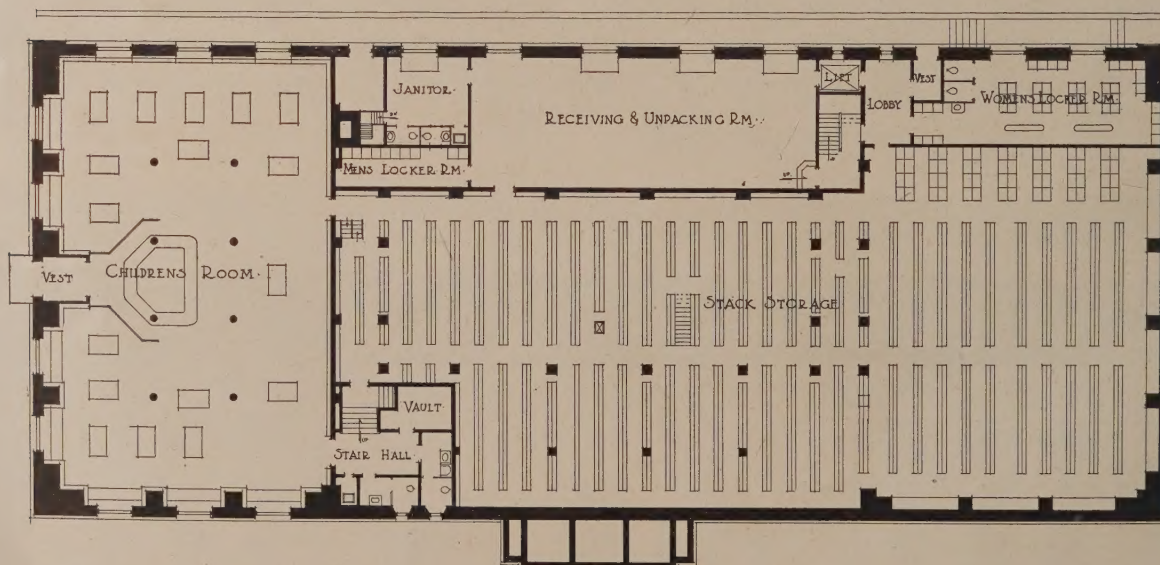 JANITOR
LIFT
VEST
LOBBY
WOMENS LOCKER RM.
RECEIVING & UNPACKING RM.
MENS LOCKER RM.
VEST
CHILDRENS ROOM
STACK STORAGE
VAULT
UP
STAIR HALL